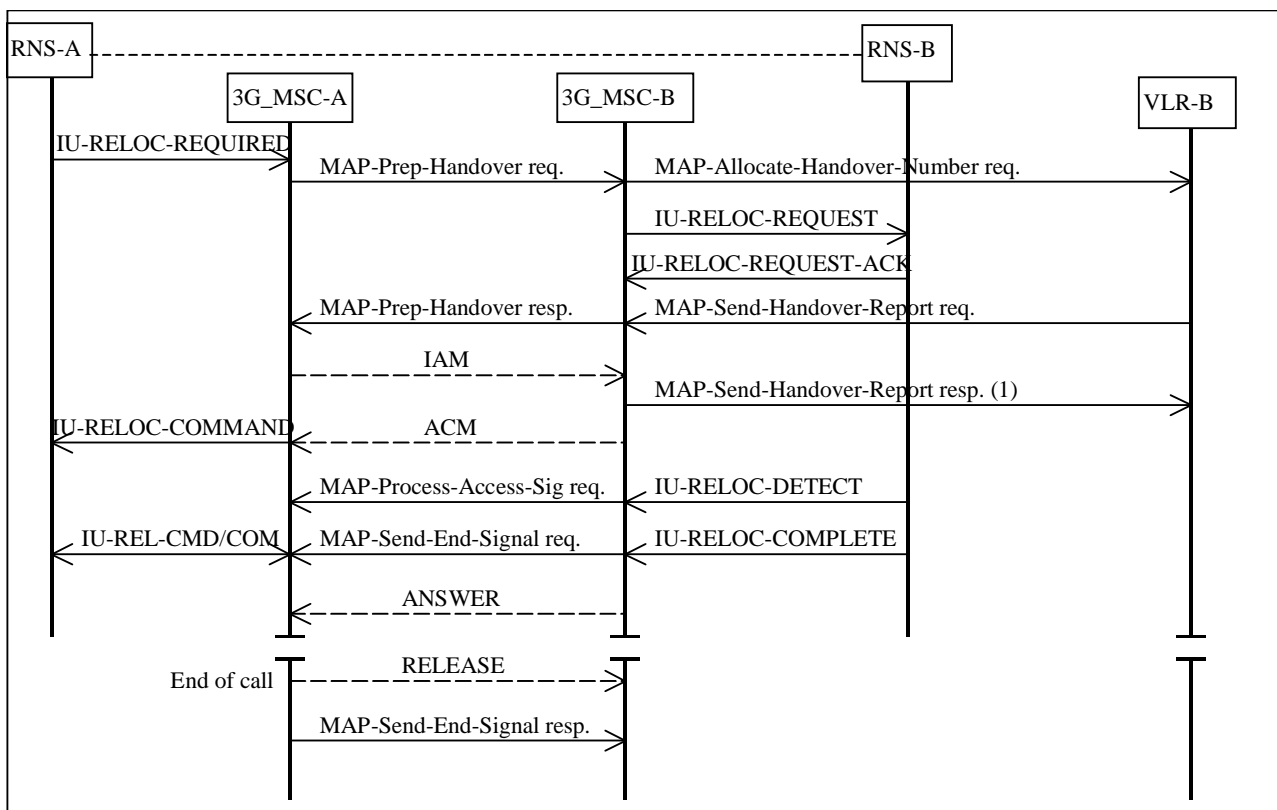 RNS-A
RNS-B
3G_MSC-A
3G_MSC-B
VLR-B
IU-RELOC-REQUIRED
MAP-Prep-Handover req.
MAP-Allocate-Handover-Number req.
IU-RELOC-REQUEST
IU-RELOC-REQUEST-ACK
MAP-Prep-Handover resp.
MAP-Send-Handover-Report req.
IAM
MAP-Send-Handover-Report resp. (1)
IU-RELOC-COMMAND
ACM
MAP-Process-Access-Sig req.
IU-RELOC-DETECT
IU-REL-CMD/COM
MAP-Send-End-Signal req.
IU-RELOC-COMPLETE
ANSWER
RELEASE
End of call
MAP-Send-End-Signal resp.